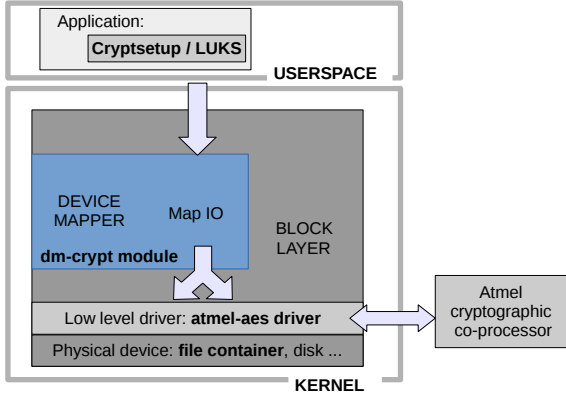 Application:
Cryptsetup / LUKS
USERSPACE
DEVICE
MAPPER
Map IO
dm-crypt module
BLOCK
LAYER
Low level driver: atmel-aes driver
Physical device: file container, disk ...
KERNEL
Atmel
cryptographic
co-processor